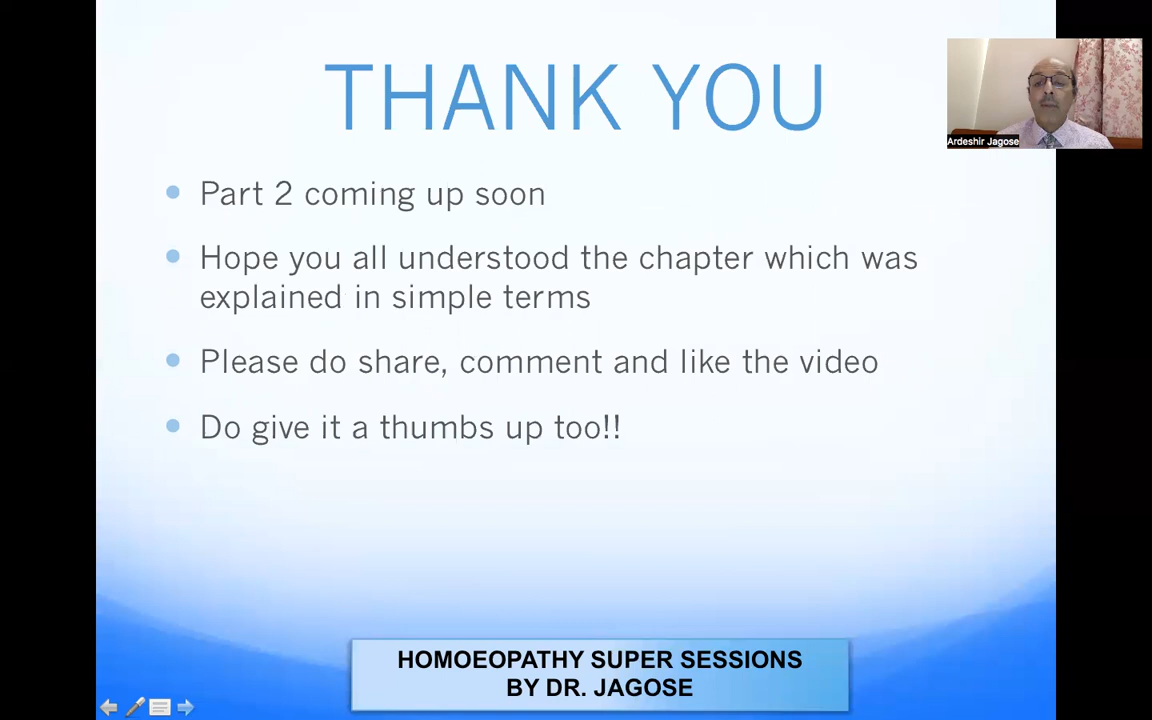 THANK YOU
Ardeshir Jagose
Part 2 coming up soon
Hope you all understood the chapter which was
explained in simple terms
Please do share, comment and like the video
Do give it a thumbs up too!!
HOMOEOPATHY SUPER SESSIONS
BY DR. JAGOSE